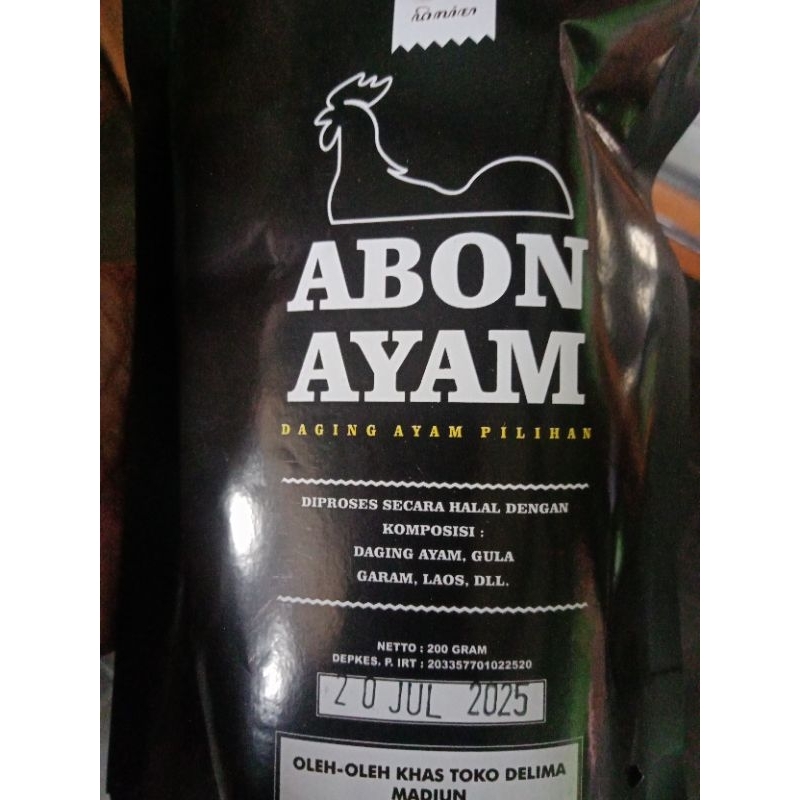 ABON
AYAM
DAGING AYAM PILIHAN
DIPROSES SECARA HALAL DENGAN
KOMPOSISI :
DAGING AYAM, GULA
GARAM, LAOS, DLL.
NETTO : 200 GRAM
DEPKES, P. IRT : 203357701022520
20 JUL 2025
OLEH-OLEH KHAS TOKO DELIMA
MADIUN